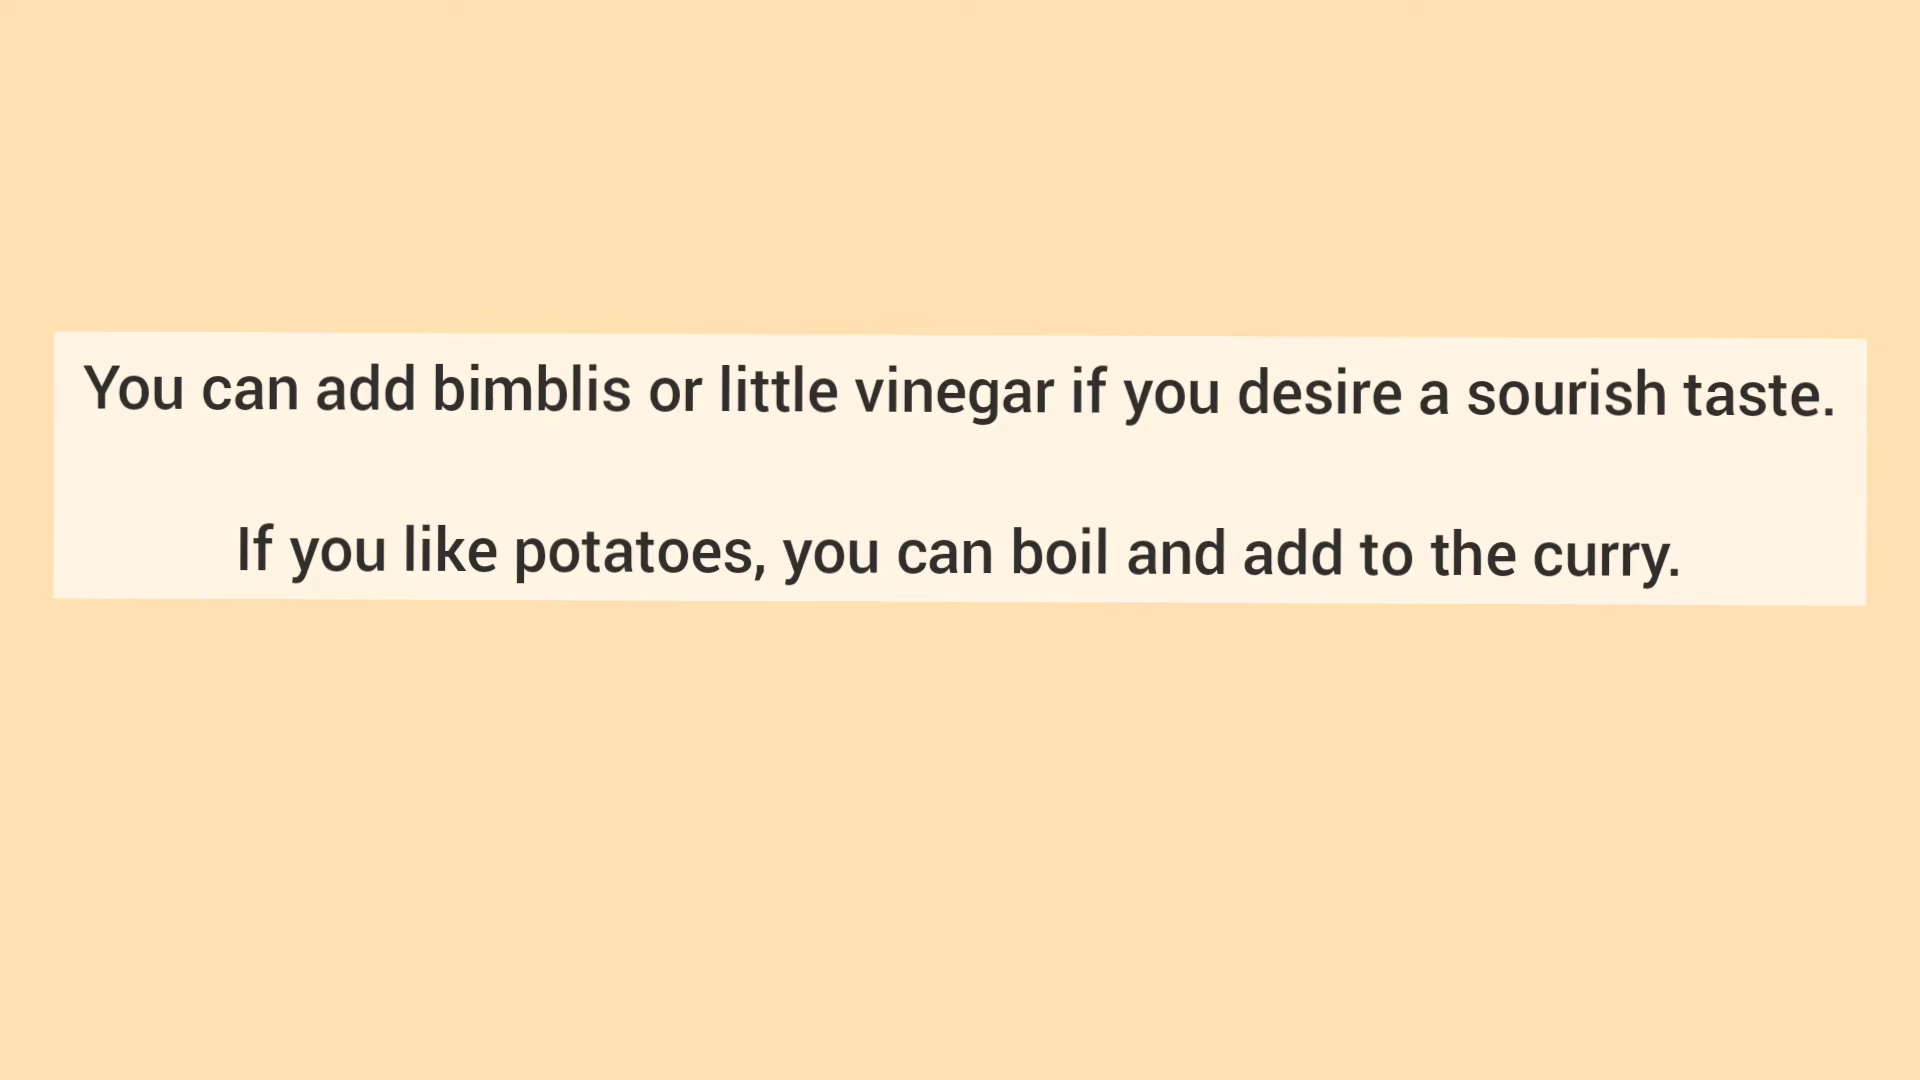 You can add bimblis or little vinegar if you desire a sourish taste.
If you like potatoes, you can boil and add to the curry.